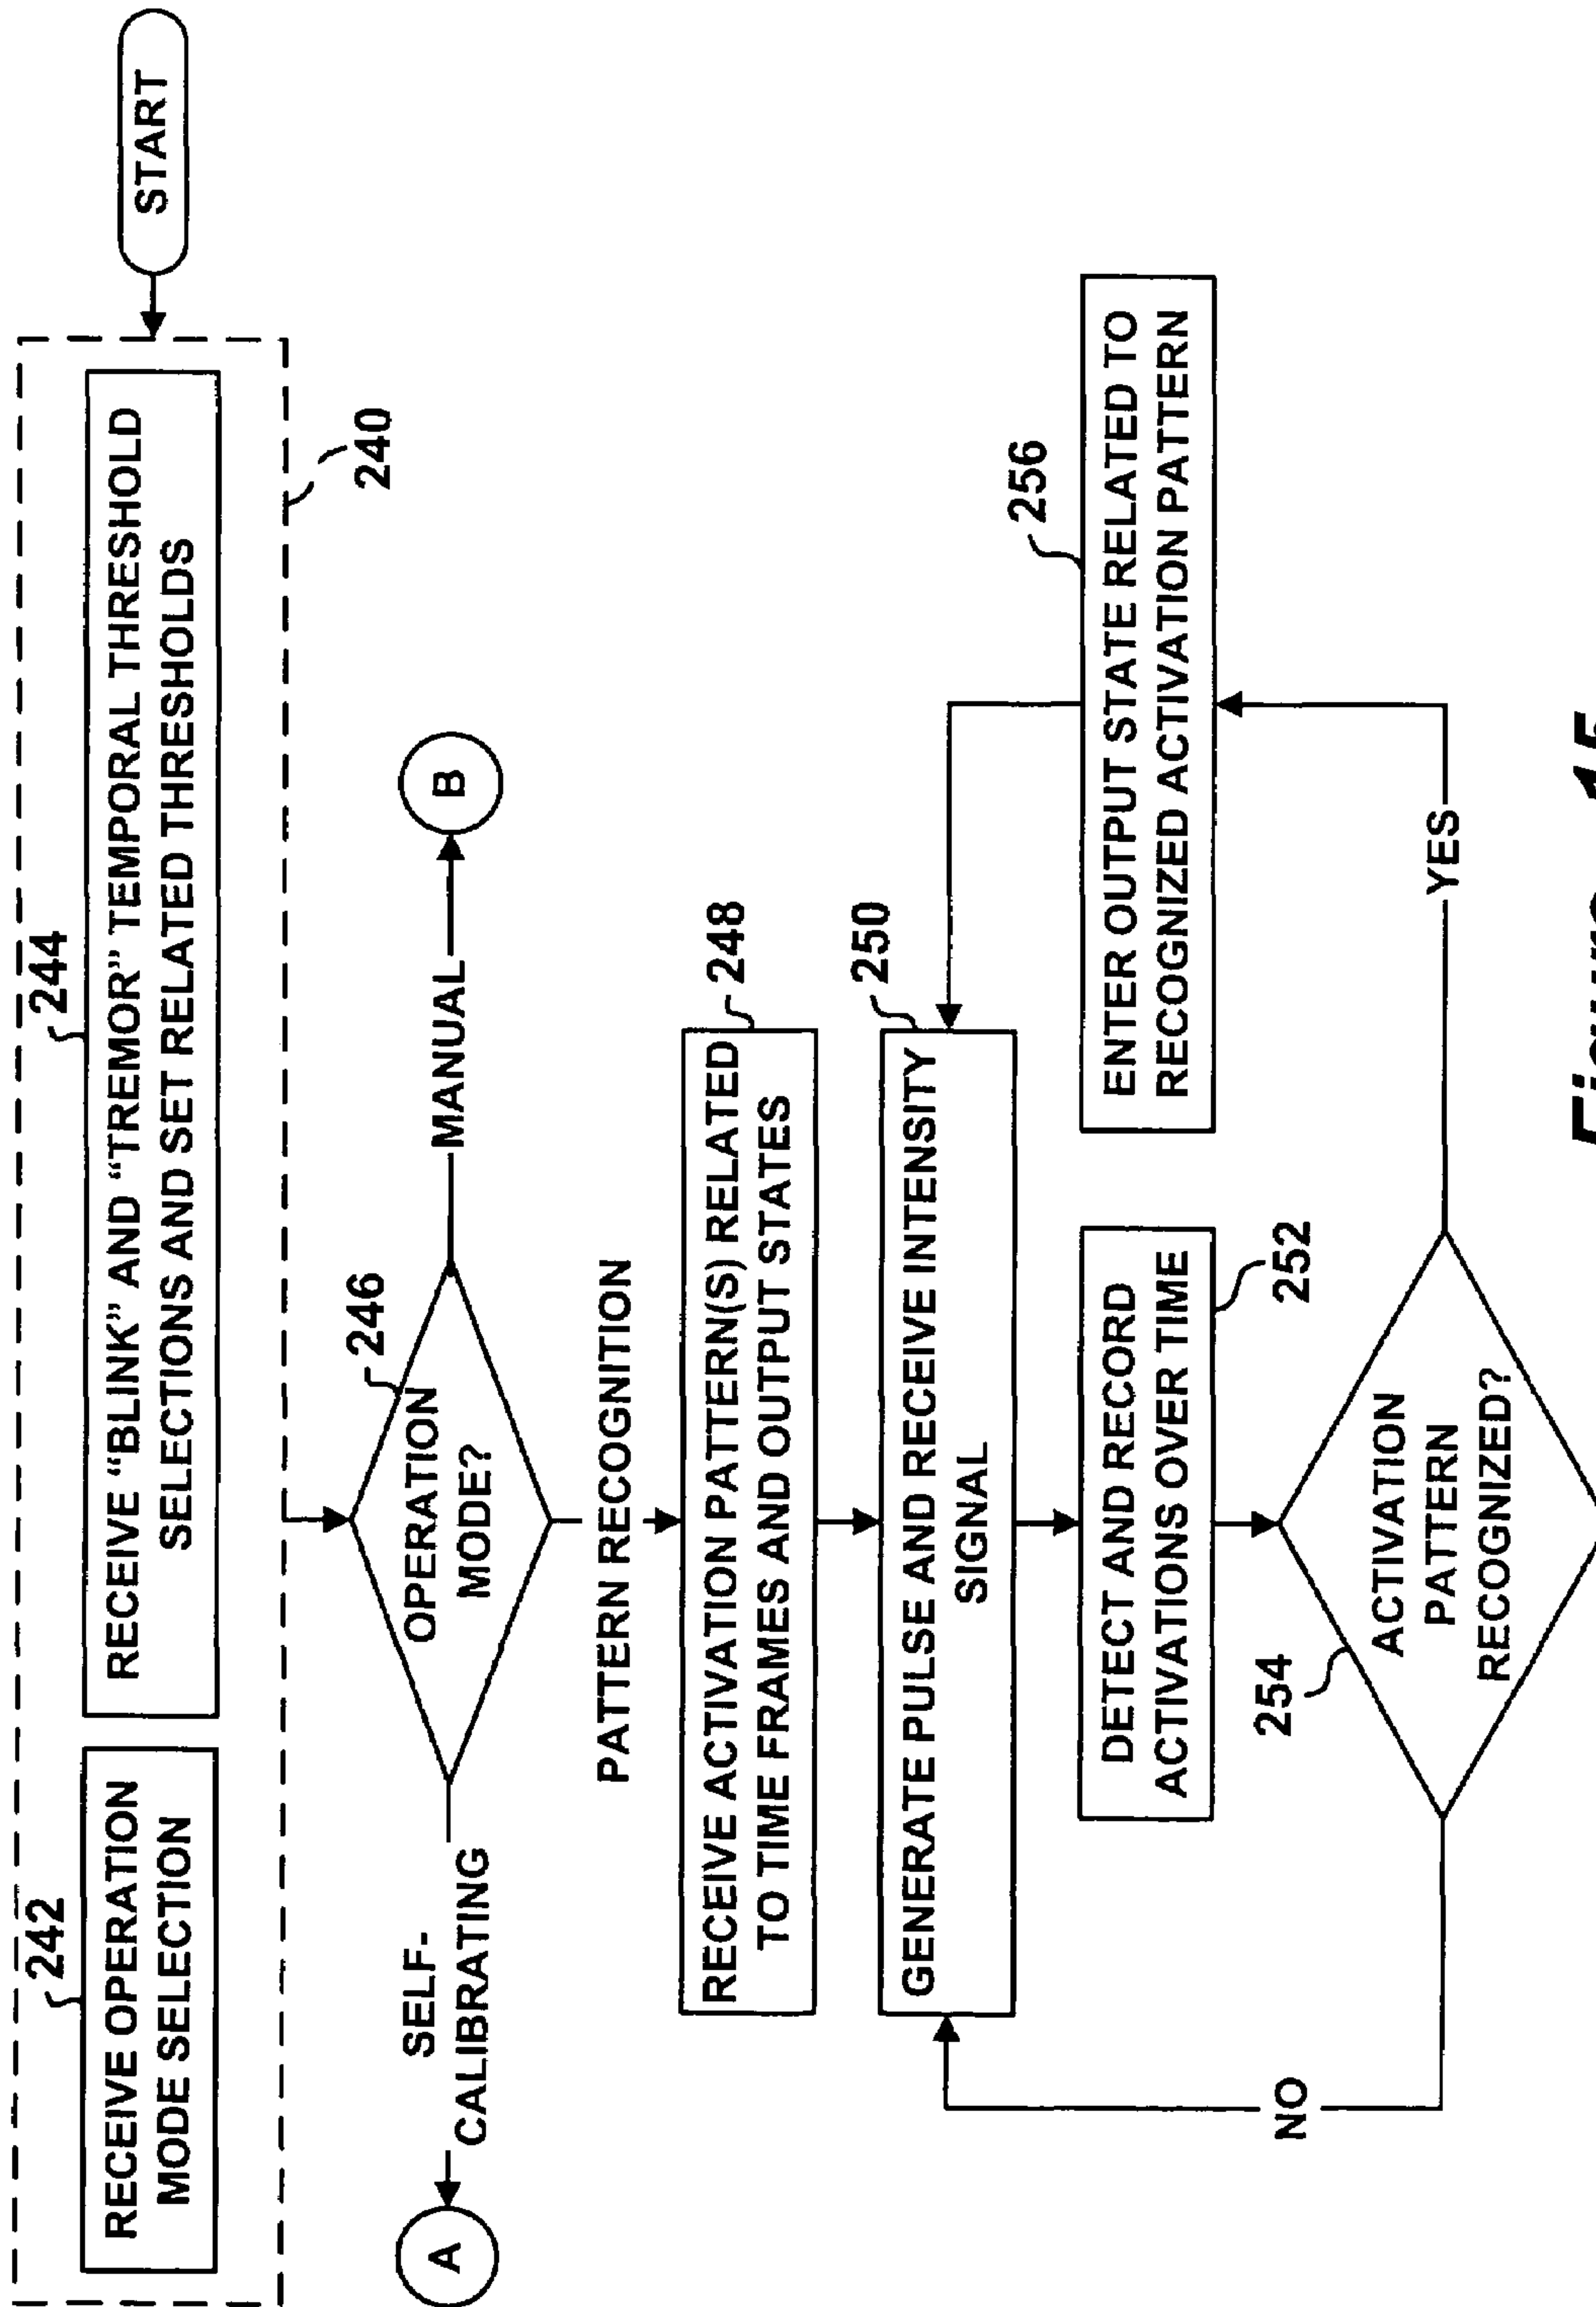 START
242
RECEIVE OPERATION
MODE SELECTION
244
RECEIVE "BLINK" AND "TREMOR" TEMPORAL THRESHOLD
SELECTIONS AND SET RELATED THRESHOLDS
240
246
OPERATION
MODE?
SELF-
CALIBRATING
A
MANUAL
B
PATTERN RECOGNITION
248
RECEIVE ACTIVATION PATTERN(S) RELATED
TO TIME FRAMES AND OUTPUT STATES
250
GENERATE PULSE AND RECEIVE INTENSITY
SIGNAL
252
DETECT AND RECORD
ACTIVATIONS OVER TIME
254
ACTIVATION
PATTERN
RECOGNIZED?
NO
YES
256
ENTER OUTPUT STATE RELATED TO
RECOGNIZED ACTIVATION PATTERN
Figure 15